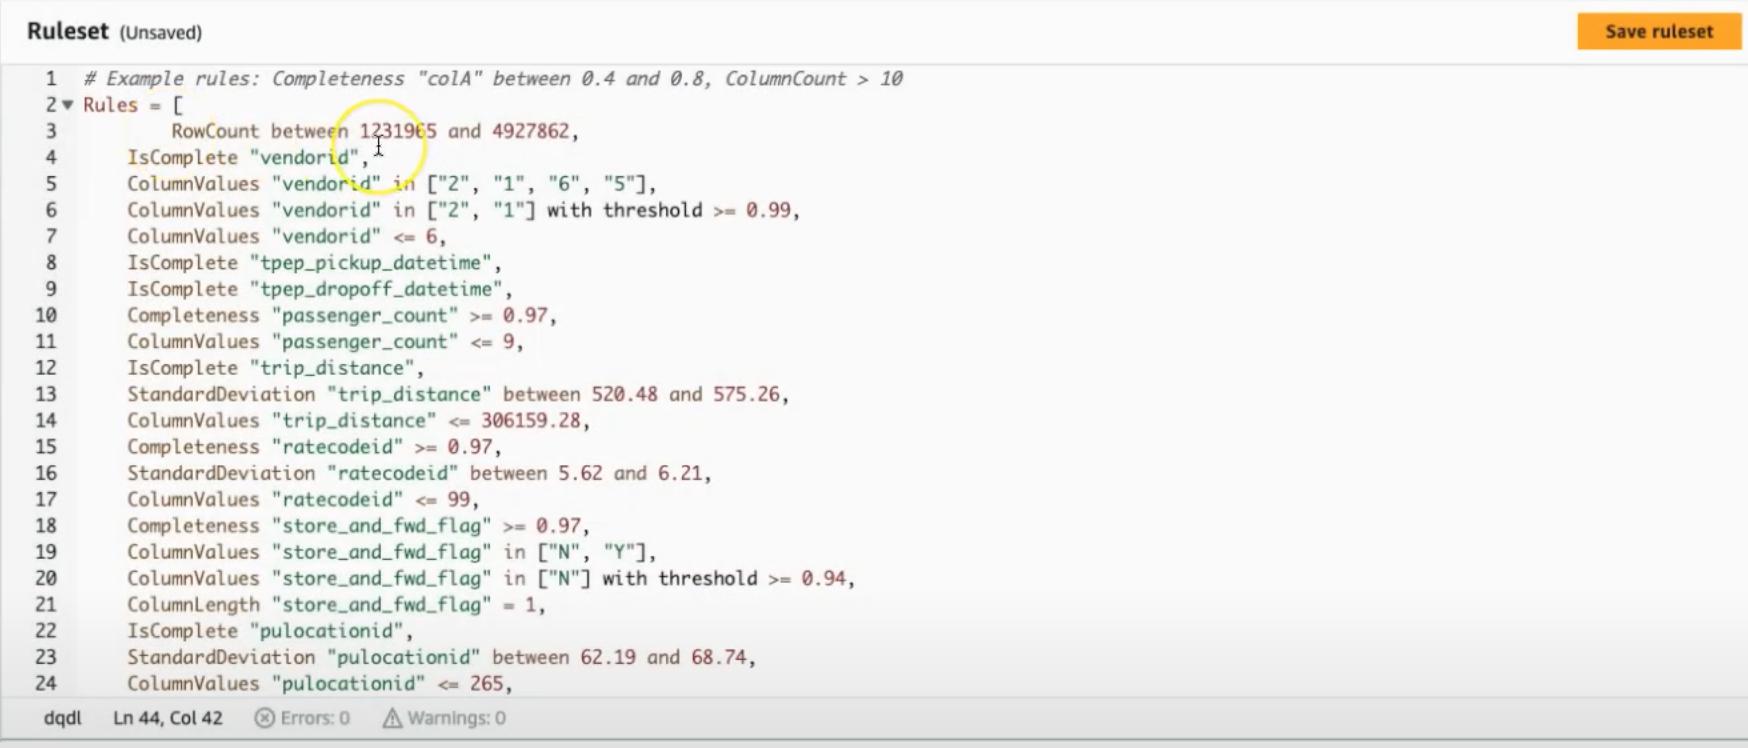 Ruleset (Unsaved)
Save ruleset
1 # Example rules: Completeness "colA" between 0.4 and 0.8, ColumnCount > 10
2 Rules = [
3 RowCount between 1231965 and 4927862,
4 IsComplete "vendorid",
5 ColumnValues "vendorid" in ["2", "1", "6", "5"],
6 ColumnValues "vendorid" in ["2", "1"] with threshold >= 0.99,
7 ColumnValues "vendorid" <= 6,
8 IsComplete "tpep_pickup_datetime",
9 IsComplete "tpep_dropoff_datetime",
10 Completeness "passenger_count" >= 0.97,
11 ColumnValues "passenger_count" <= 9,
12 IsComplete "trip_distance",
13 StandardDeviation "trip_distance" between 520.48 and 575.26,
14 ColumnValues "trip_distance" <= 306159.28,
15 Completeness "ratecodeid" >= 0.97,
16 StandardDeviation "ratecodeid" between 5.62 and 6.21,
17 ColumnValues "ratecodeid" <= 99,
18 Completeness "store_and_fwd_flag" >= 0.97,
19 ColumnValues "store_and_fwd_flag" in ["N", "Y"],
20 ColumnValues "store_and_fwd_flag" in ["N"] with threshold >= 0.94,
21 ColumnLength "store_and_fwd_flag" = 1,
22 IsComplete "pulocationid",
23 StandardDeviation "pulocationid" between 62.19 and 68.74,
24 ColumnValues "pulocationid" <= 265,
dqdl Ln 44, Col 42 Errors: 0 Warnings: 0